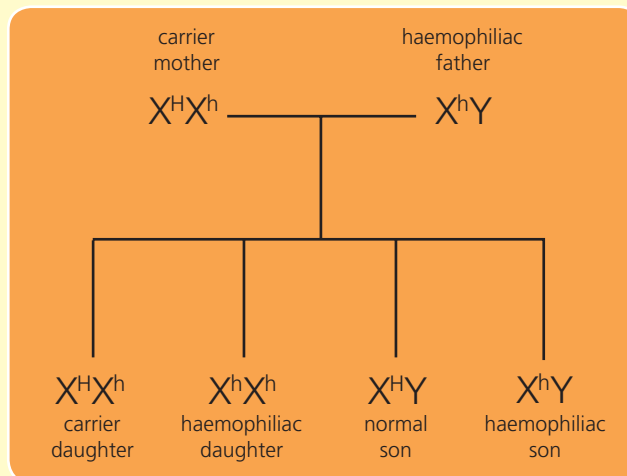 carrier mother
haemophiliac father
XᴴXʰ
XʰY
XᴴXʰ
XʰXʰ
XᴴY
XʰY
carrier daughter
haemophiliac daughter
normal son
haemophiliac son